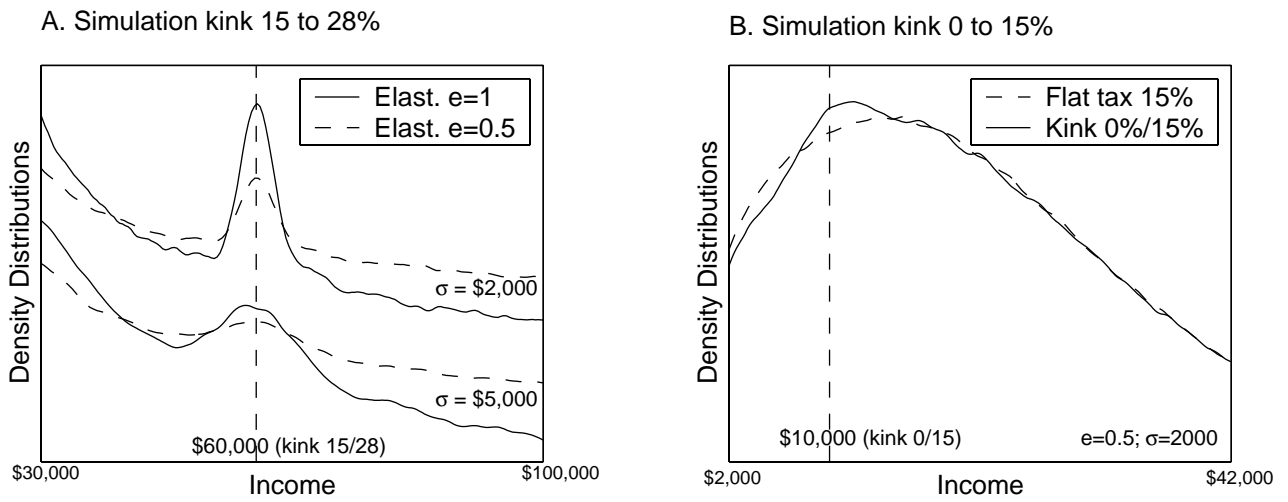 A. Simulation kink 15 to 28%
Elast. e=1
Elast. e=0.5
Density Distributions
σ = $2,000
σ = $5,000
$60,000 (kink 15/28)
$30,000
Income
$100,000
B. Simulation kink 0 to 15%
Flat tax 15%
Kink 0%/15%
Density Distributions
$10,000 (kink 0/15)
e=0.5; σ=2000
$2,000
Income
$42,000